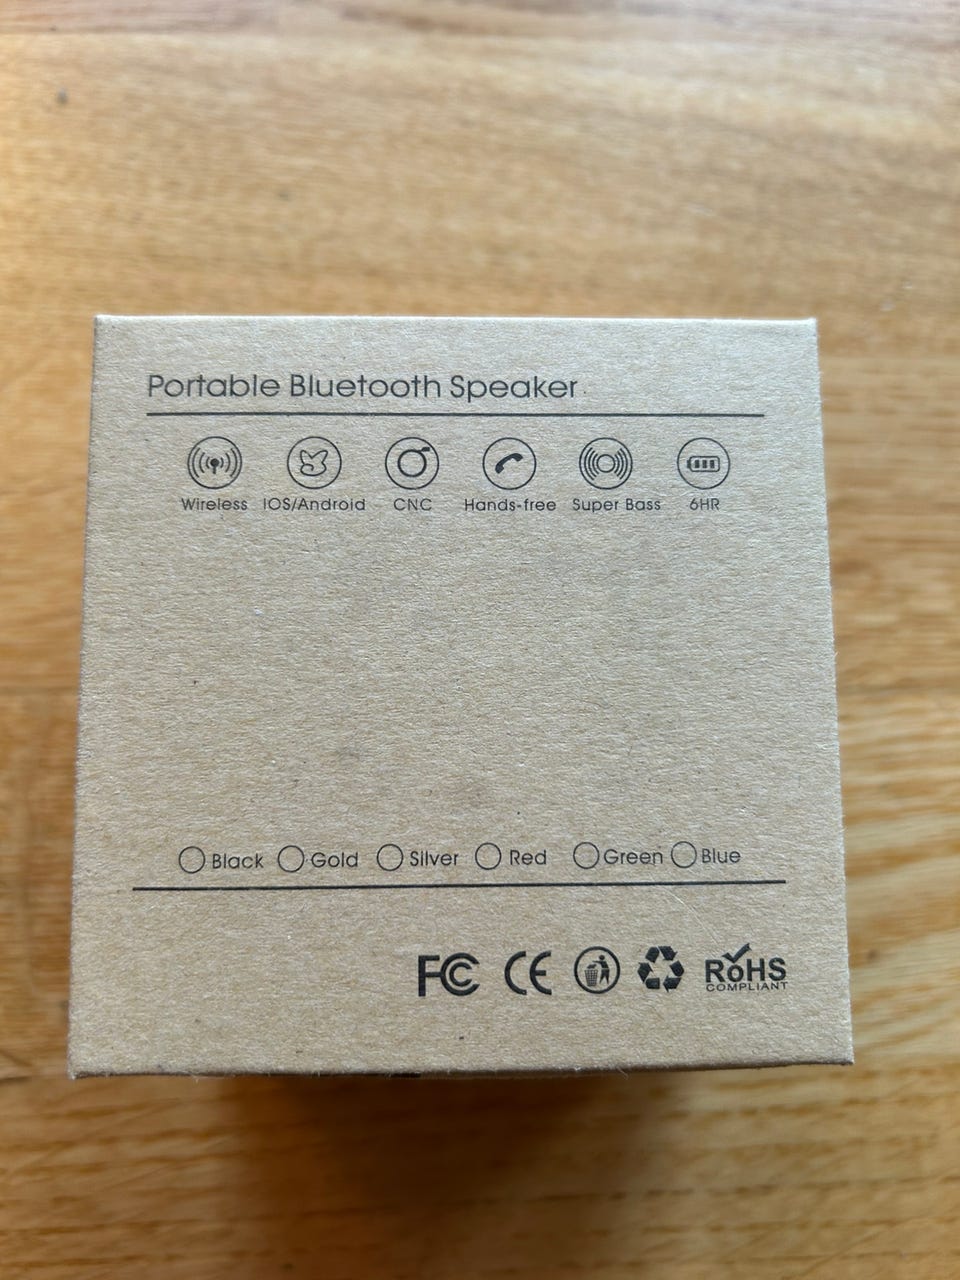 Portable Bluetooth Speaker
Wireless IOS/Android CNC Hands-free Super Bass 6HR
Black Gold Silver Red Green Blue
FC CE RoHS
COMPLIANT